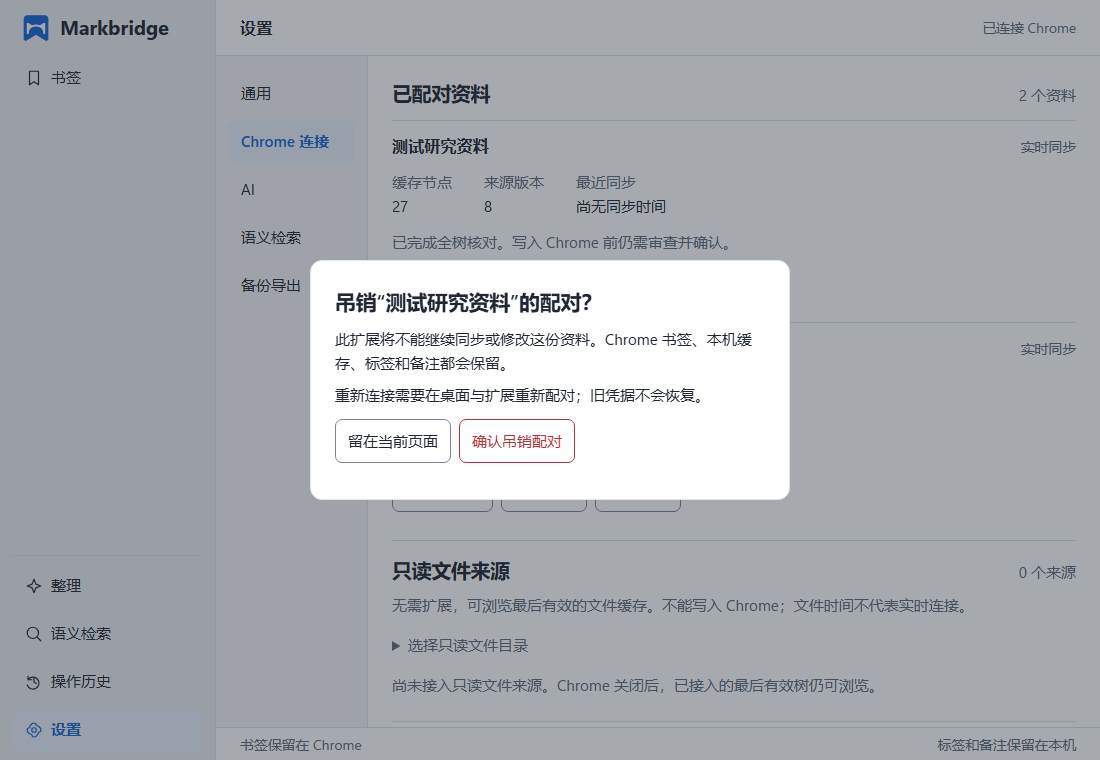 Markbridge
书签
整理
语义检索
操作历史
设置
设置
已连接 Chrome
通用
Chrome 连接
AI
语义检索
备份导出
已配对资料
2 个资料
测试研究资料
实时同步
缓存节点
来源版本
最近同步
27
8
尚无同步时间
已完成全树核对。写入 Chrome 前仍需审查并确认。
实时同步
吊销“测试研究资料”的配对？
此扩展将不能继续同步或修改这份资料。Chrome 书签、本机缓
存、标签和备注都会保留。
重新连接需要在桌面与扩展重新配对；旧凭据不会恢复。
留在当前页面
确认吊销配对
只读文件来源
0 个来源
无需扩展，可浏览最后有效的文件缓存。不能写入 Chrome；文件时间不代表实时连接。
选择只读文件目录
尚未接入只读文件来源。Chrome 关闭后，已接入的最后有效树仍可浏览。
书签保留在 Chrome
标签和备注保留在本机